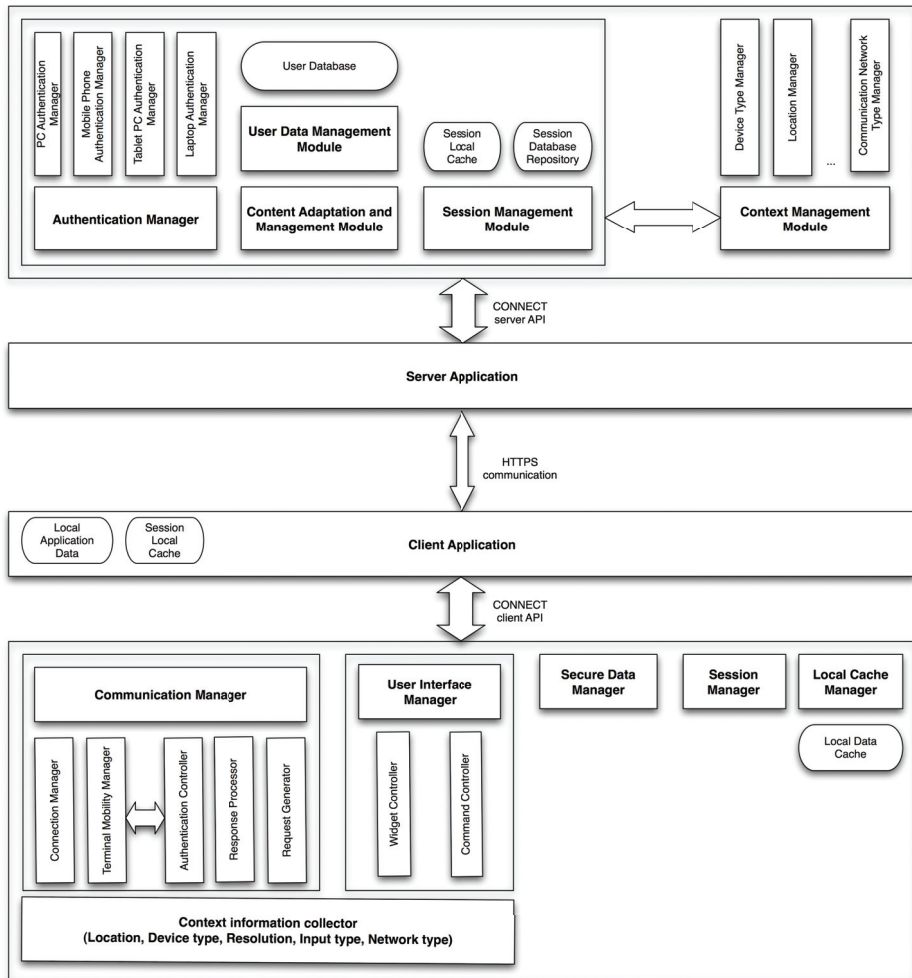 PC Authentication
Manager
Mobile Phone
Authentication Manager
Tablet PC Authentication
Manager
Laptop Authentication
Manager
User Database
User Data Management
Module
Session
Local
Cache
Session
Database
Repository
Device Type Manager
Location Manager
...
Communication Network
Type Manager
Authentication Manager
Content Adaptation and
Management Module
Session Management
Module
Context Management
Module
CONNECT
server API
Server Application
HTTPS
communication
Local
Application
Data
Session
Local
Cache
Client Application
CONNECT
client API
Communication Manager
User Interface
Manager
Secure Data
Manager
Session
Manager
Local Cache
Manager
Local Data
Cache
Connection Manager
Terminal Mobility Manager
Authentication Controller
Response Processor
Request Generator
Widget Controller
Command Controller
Context information collector
(Location, Device type, Resolution, Input type, Network type)